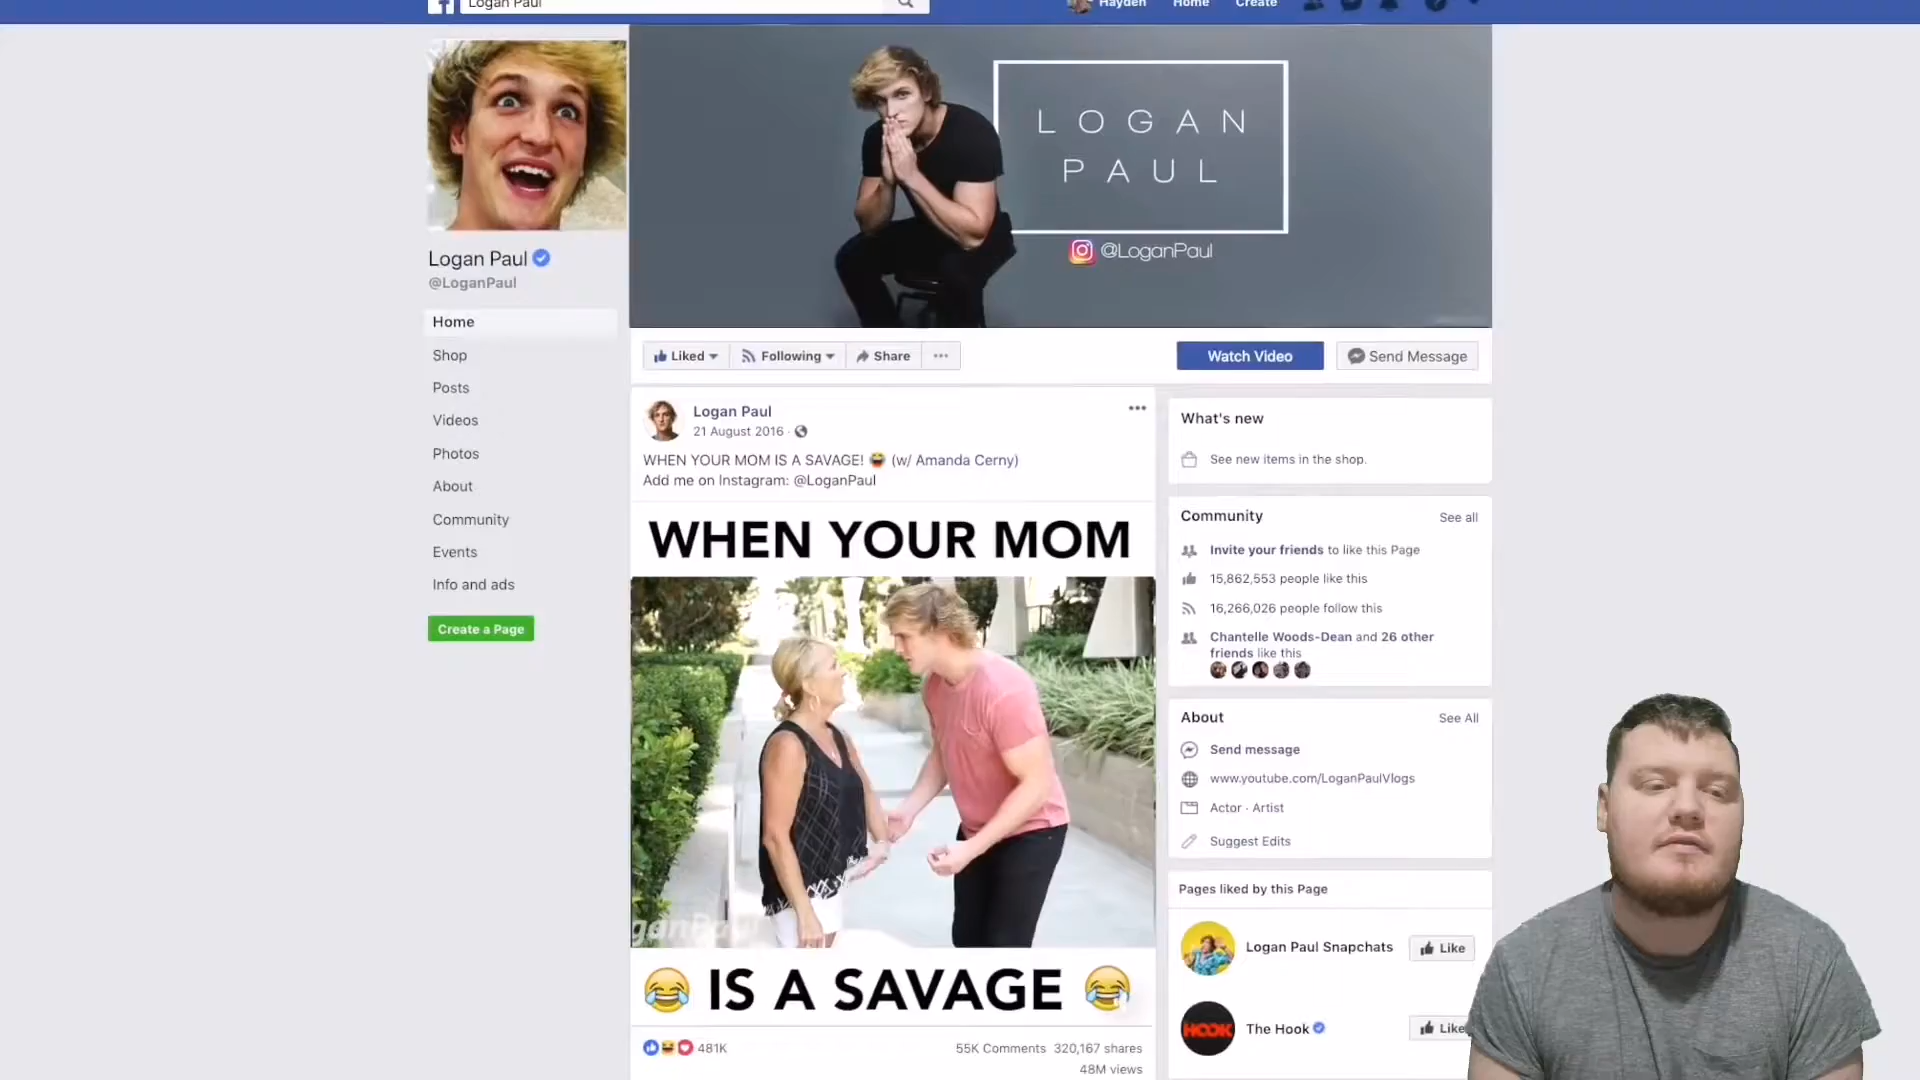 Logan Paul
Hayden
Home
Create
LOGAN
PAUL
@LoganPaul
Logan Paul
@LoganPaul
Home
Shop
Posts
Videos
Photos
About
Community
Events
Info and ads
Create a Page
Liked
Following
Share
Watch Video
Send Message
Logan Paul
21 August 2016
WHEN YOUR MOM IS A SAVAGE! 😂 (w/ Amanda Cerny)
Add me on Instagram: @LoganPaul
WHEN YOUR MOM
😂 IS A SAVAGE 😂
481K
55K Comments 320,167 shares
48M views
What's new
See new items in the shop.
Community
See all
Invite your friends to like this Page
15,862,553 people like this
16,266,026 people follow this
Chantelle Woods-Dean and 26 other
friends like this
About
See All
Send message
www.youtube.com/LoganPaulVlogs
Actor · Artist
Suggest Edits
Pages liked by this Page
Logan Paul Snapchats
Like
HOOK
The Hook
Like